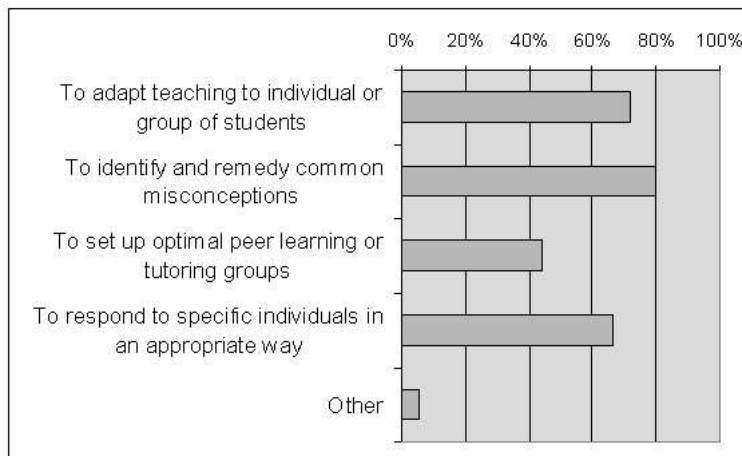 0% 20% 40% 60% 80% 100%
To adapt teaching to individual or
group of students
To identify and remedy common
misconceptions
To set up optimal peer learning or
tutoring groups
To respond to specific individuals in
an appropriate way
Other